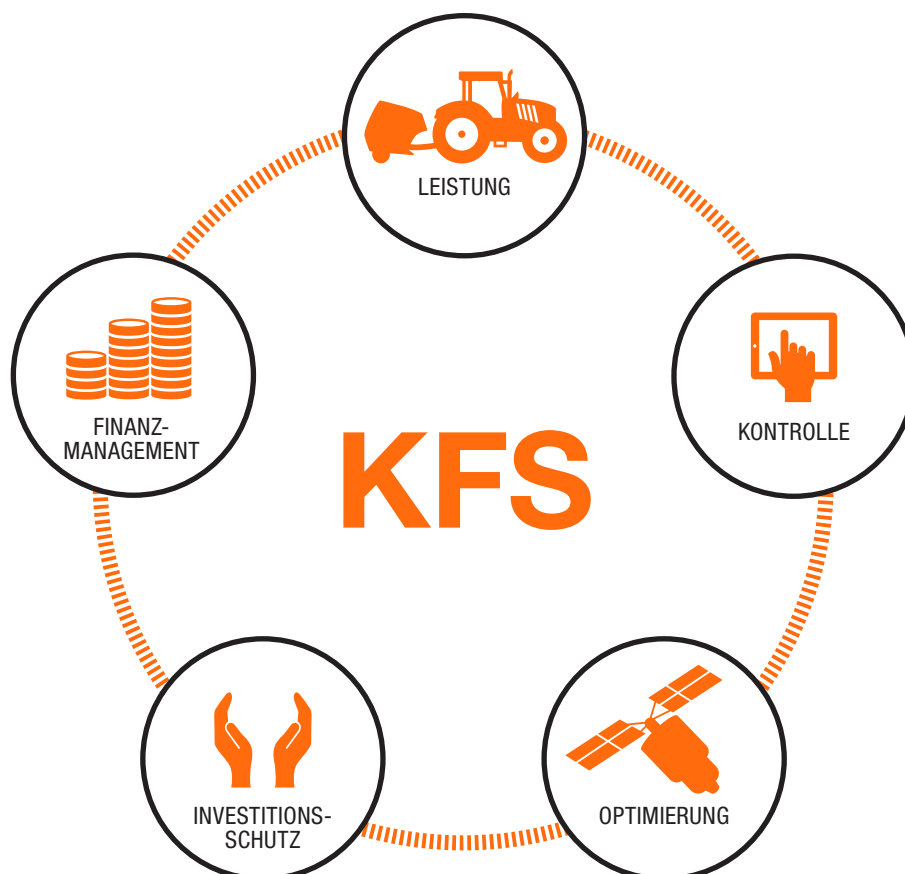 LEISTUNG
KONTROLLE
FINANZ-
MANAGEMENT
KFS
OPTIMIERUNG
INVESTITIONS-
SCHUTZ